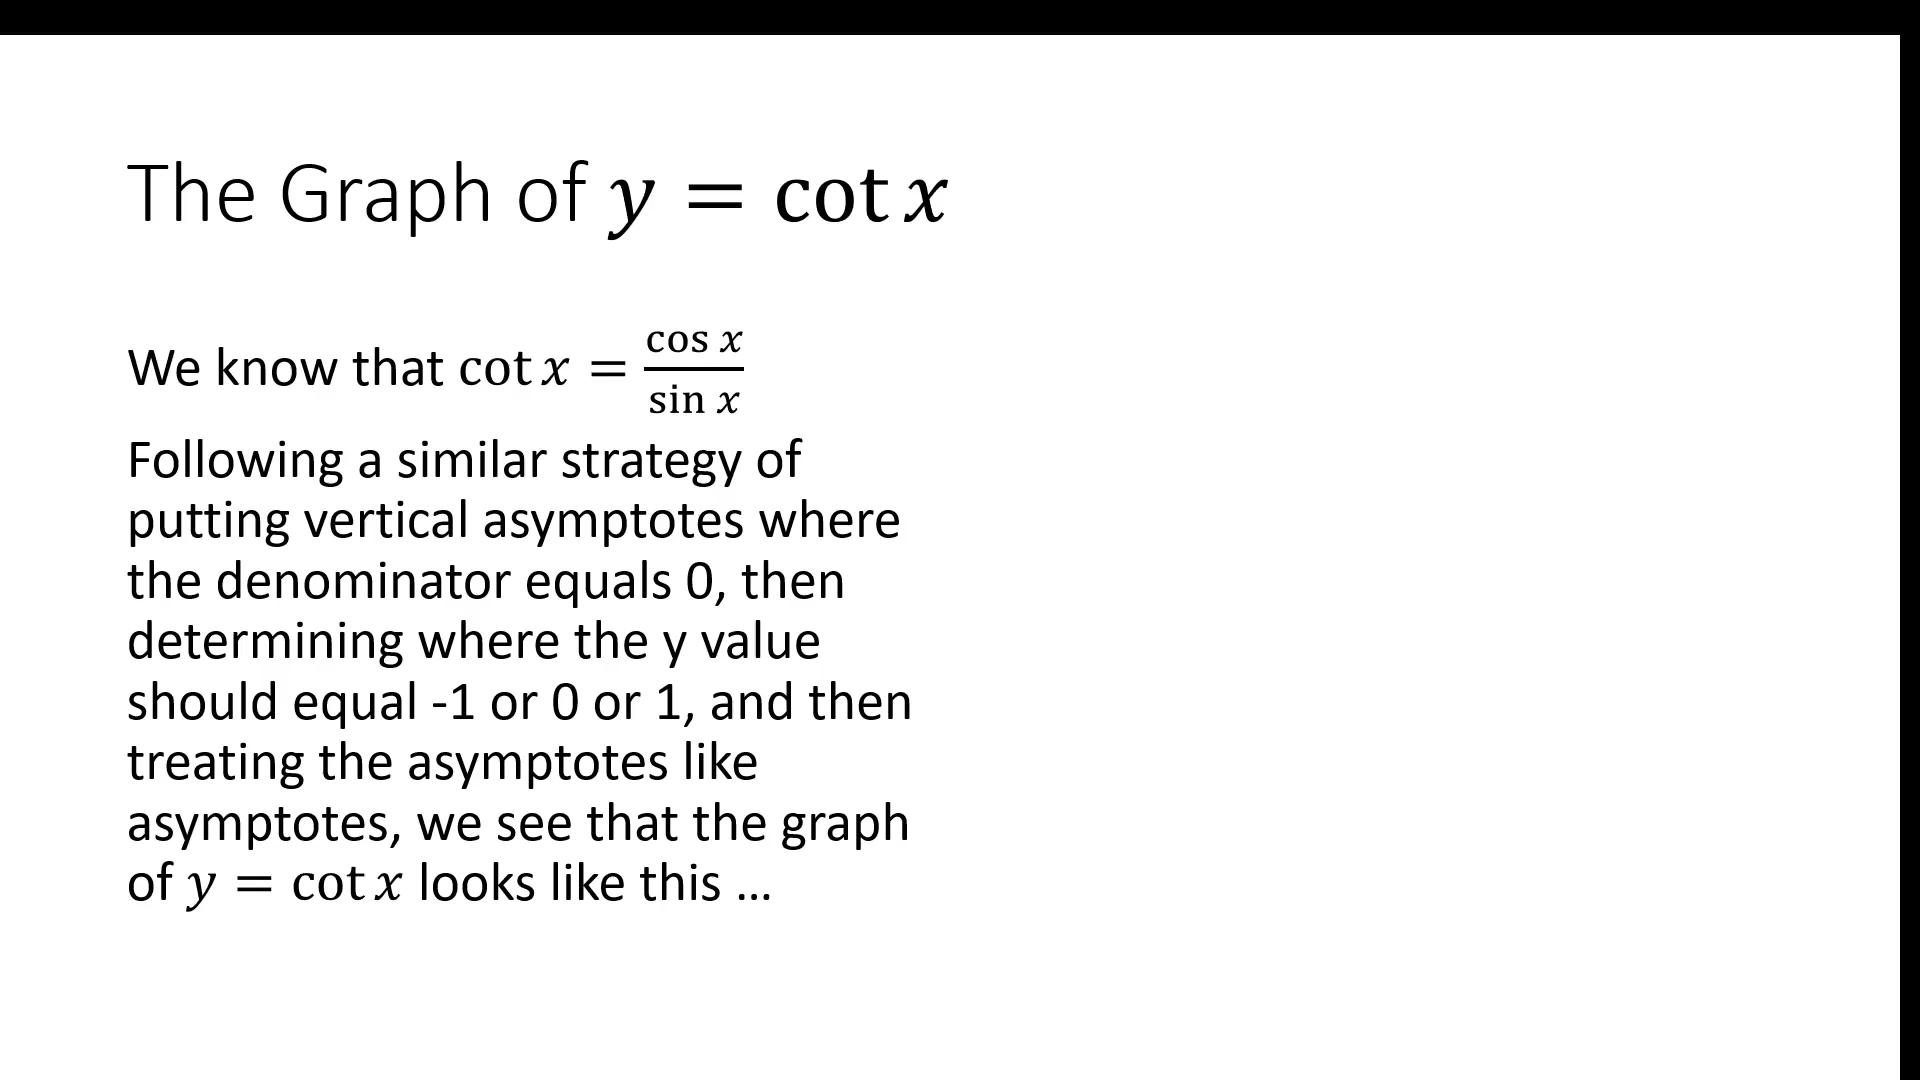 The Graph of y = cot x
We know that cot x = cos x / sin x
Following a similar strategy of
putting vertical asymptotes where
the denominator equals 0, then
determining where the y value
should equal -1 or 0 or 1, and then
treating the asymptotes like
asymptotes, we see that the graph
of y = cot x looks like this ...